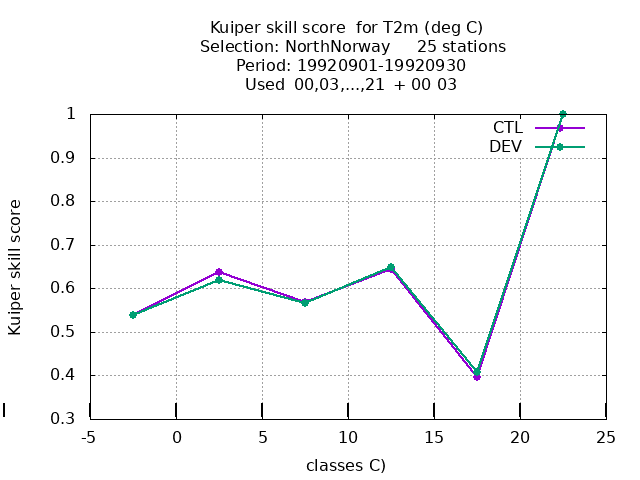 Kuiper skill score  for T2m (deg C)
Selection: NorthNorway     25 stations
Period: 19920901-19920930
Used  00,03,...,21  + 00 03
CTL
DEV
1
0.9
0.8
0.7
0.6
0.5
0.4
0.3
Kuiper skill score
-5 0 5 10 15 20 25
classes C)